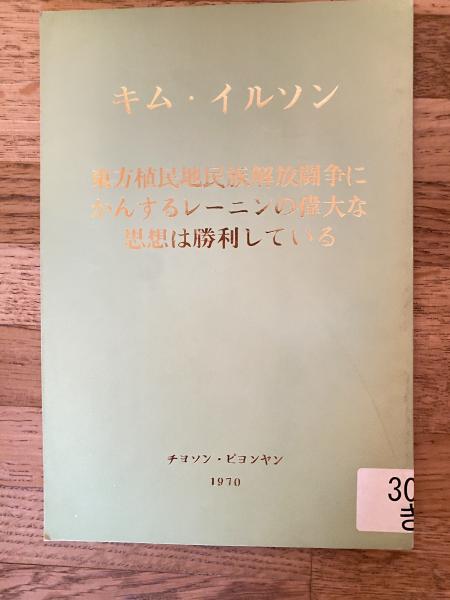 キム・イルソン
東方植民地民族解放闘争に
かんするレーニンの偉大な
思想は勝利している
チヨソン・ピヨンヤン
1970
30
き